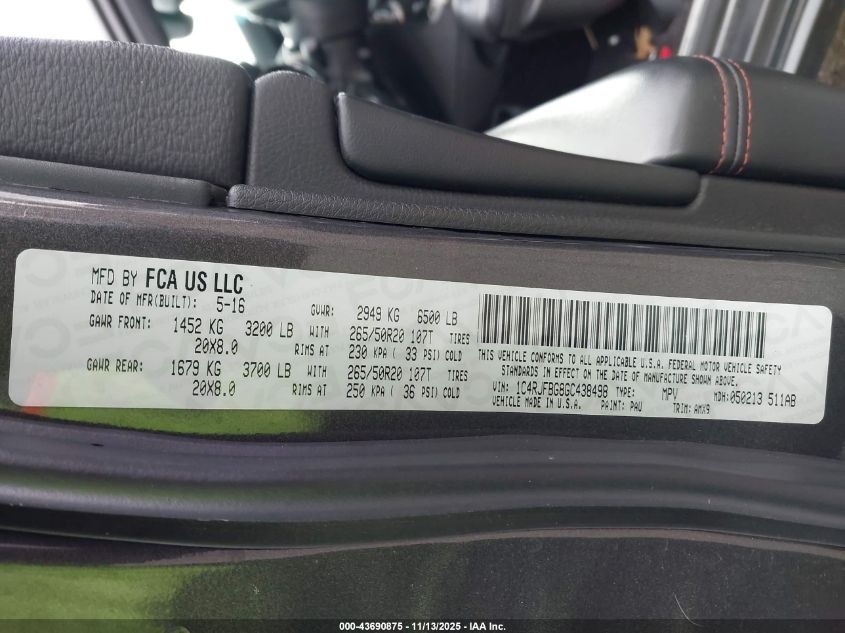 MFD BY FCA US LLC
DATE OF MFR(BUILT): 5-16 GVWR: 2949 KG 6500 LB
GAWR FRONT: 1452 KG 3200 LB WITH 265/50R20 107T TIRES
20X8.0 RIMS AT 230 KPA ( 33 PSI) COLD
GAWR REAR: 1679 KG 3700 LB WITH 265/50R20 107T TIRES
20X8.0 RIMS AT 250 KPA ( 36 PSI) COLD
THIS VEHICLE CONFORMS TO ALL APPLICABLE U.S.A. FEDERAL MOTOR VEHICLE SAFETY
STANDARDS IN EFFECT ON THE DATE OF MANUFACTURE SHOWN ABOVE.
VIN: 1C4RJFBG8GC438498 TYPE: MPV MDH: 050213 511AB
VEHICLE MADE IN U.S.A. PAINT: PAU TRIM: AMX9
000-43690875 - 11/13/2025 - IAA Inc.